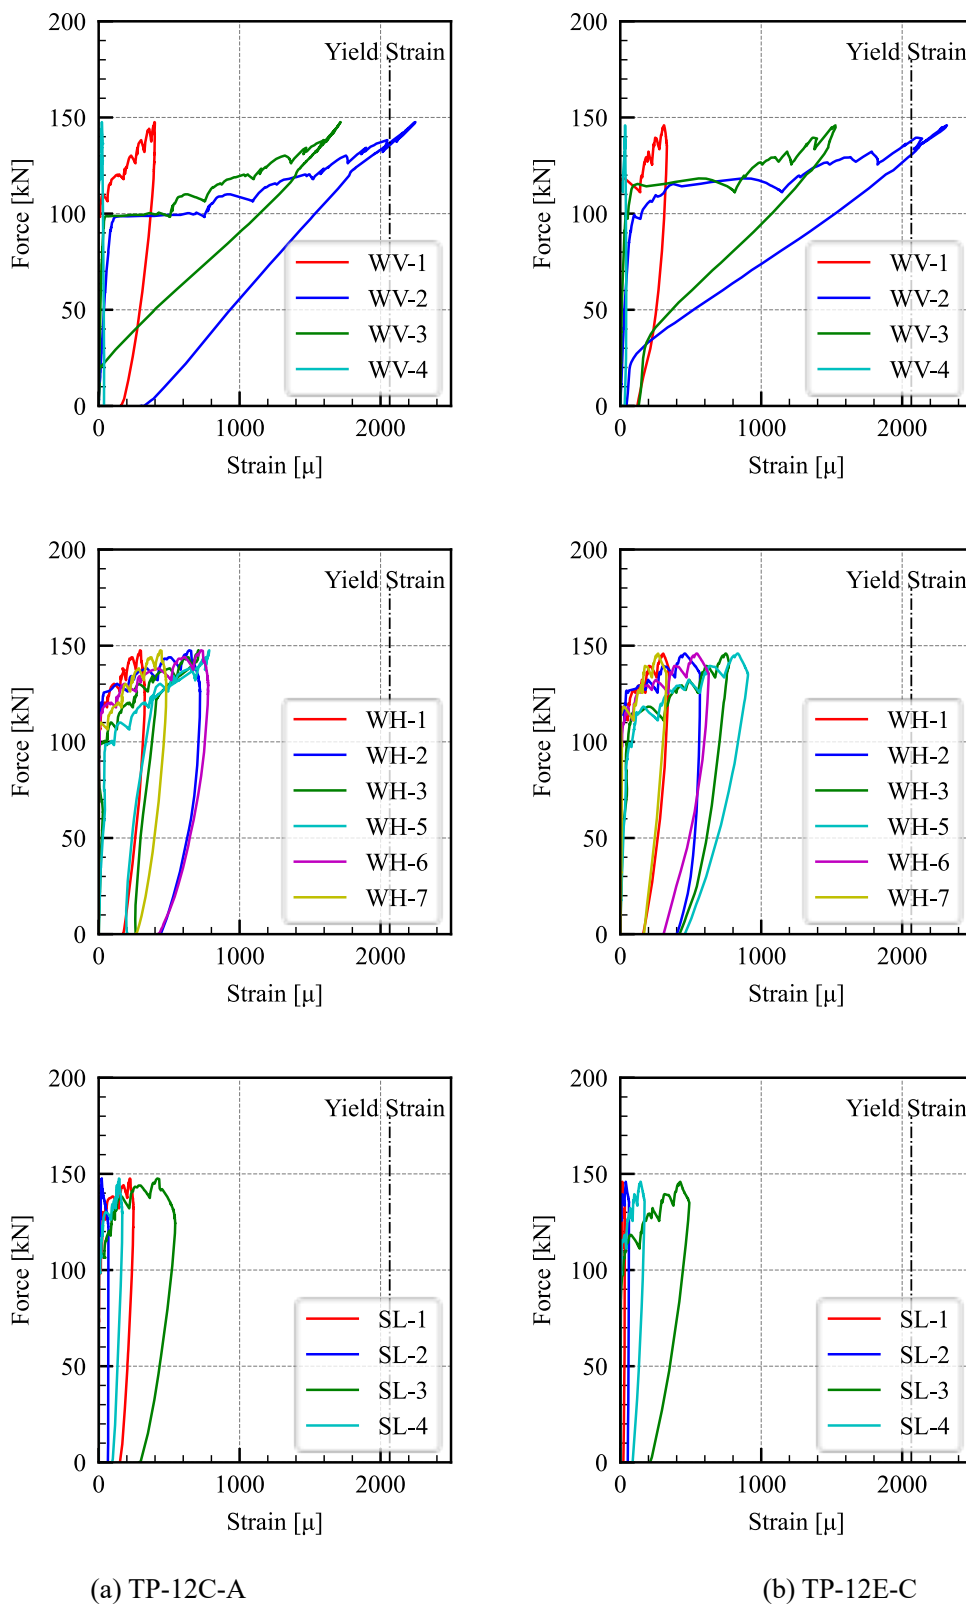 200
150
100
50
0
Force [kN]
Yield Strain
WV-1
WV-2
WV-3
WV-4
0 1000 2000
Strain [μ]
200
150
100
50
0
Force [kN]
Yield Strain
WV-1
WV-2
WV-3
WV-4
0 1000 2000
Strain [μ]
200
150
100
50
0
Force [kN]
Yield Strain
WH-1
WH-2
WH-3
WH-5
WH-6
WH-7
0 1000 2000
Strain [μ]
200
150
100
50
0
Force [kN]
Yield Strain
WH-1
WH-2
WH-3
WH-5
WH-6
WH-7
0 1000 2000
Strain [μ]
200
150
100
50
0
Force [kN]
Yield Strain
SL-1
SL-2
SL-3
SL-4
0 1000 2000
Strain [μ]
200
150
100
50
0
Force [kN]
Yield Strain
SL-1
SL-2
SL-3
SL-4
0 1000 2000
Strain [μ]
(a) TP-12C-A
(b) TP-12E-C